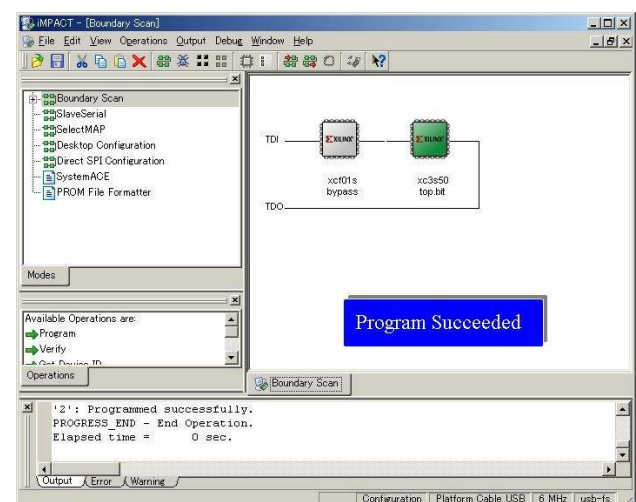 iMPACT - [Boundary Scan]
File Edit View Operations Output Debug Window Help
Boundary Scan
SlaveSerial
SelectMAP
Desktop Configuration
Direct SPI Configuration
SystemACE
PROM File Formatter
Modes
Available Operations are:
Program
Verify
Get Device ID
Operations
TDI
XILINX
XILINX
xcf01s
bypass
xc3s50
top.bit
TDO
Program Succeeded
Boundary Scan
'2': Programmed successfully.
PROGRESS_END - End Operation.
Elapsed time =      0 sec.
Output
Error
Warning
Configuration
Platform Cable USB
6 MHz
usb-fs